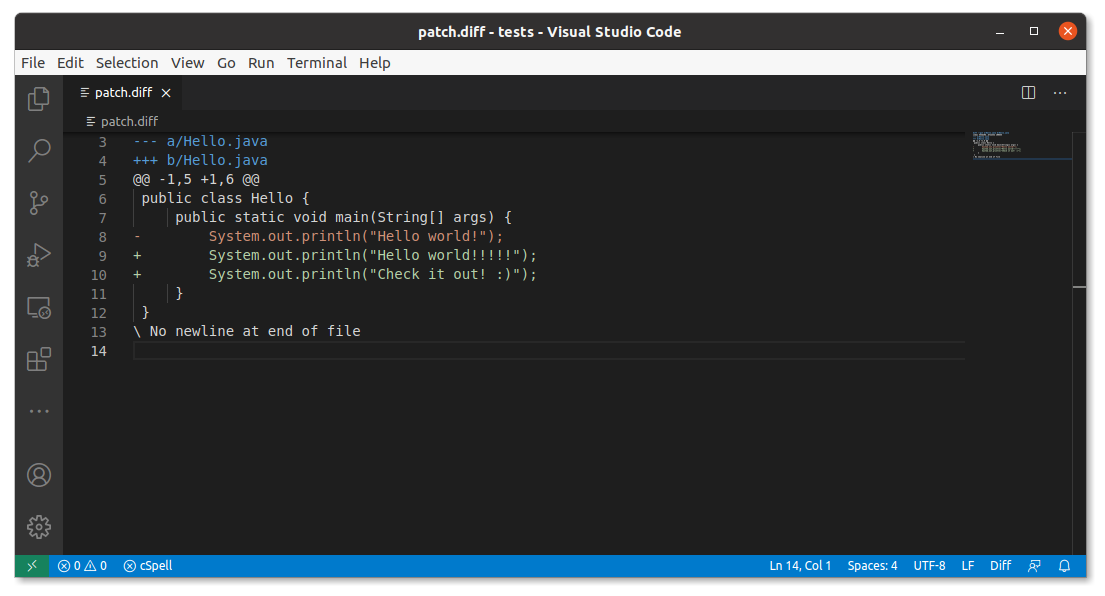 patch.diff - tests - Visual Studio Code
File Edit Selection View Go Run Terminal Help
patch.diff
patch.diff
3 --- a/Hello.java
4 +++ b/Hello.java
5 @@ -1,5 +1,6 @@
6  public class Hello {
7      public static void main(String[] args) {
8 -        System.out.println("Hello world!");
9 +        System.out.println("Hello world!!!!!");
10 +        System.out.println("Check it out! :)");
11      }
12  }
13 \ No newline at end of file
14
0 0 cSpell Ln 14, Col 1 Spaces: 4 UTF-8 LF Diff